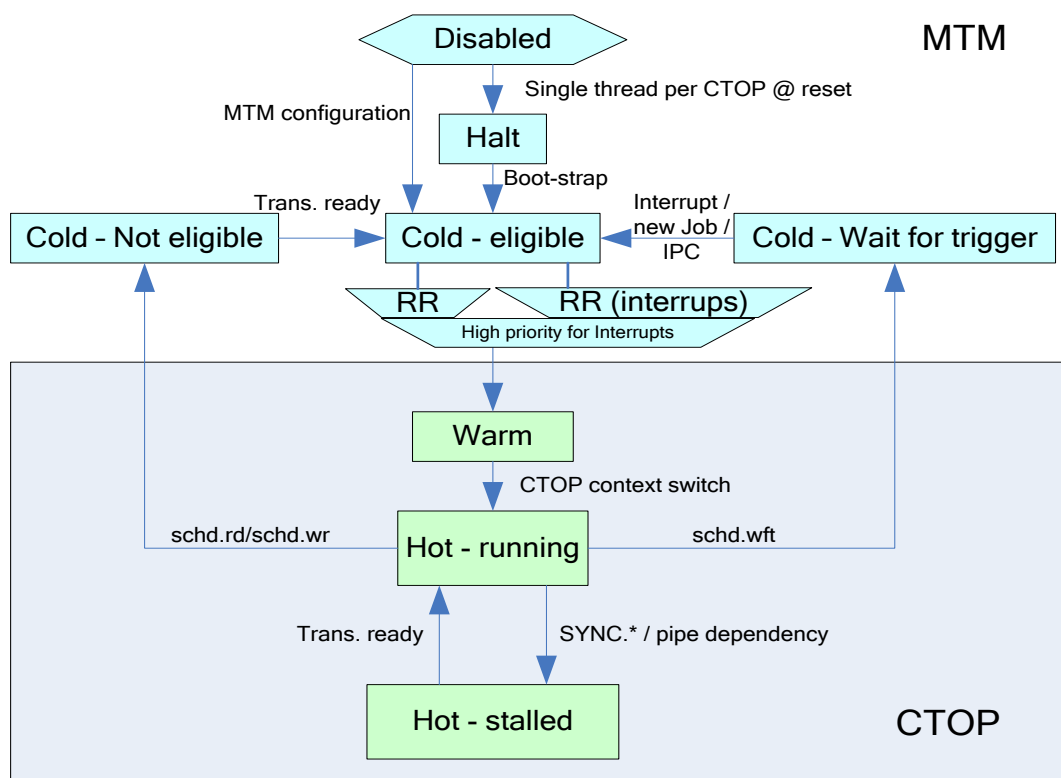 Disabled
MTM
Single thread per CTOP @ reset
MTM configuration
Halt
Boot-strap
Trans. ready
Interrupt /
new Job /
IPC
Cold - Not eligible
Cold - eligible
Cold - Wait for trigger
RR
RR (interrups)
High priority for Interrupts
Warm
CTOP context switch
schd.rd/schd.wr
Hot - running
schd.wft
Trans. ready
SYNC.* / pipe dependency
Hot - stalled
CTOP